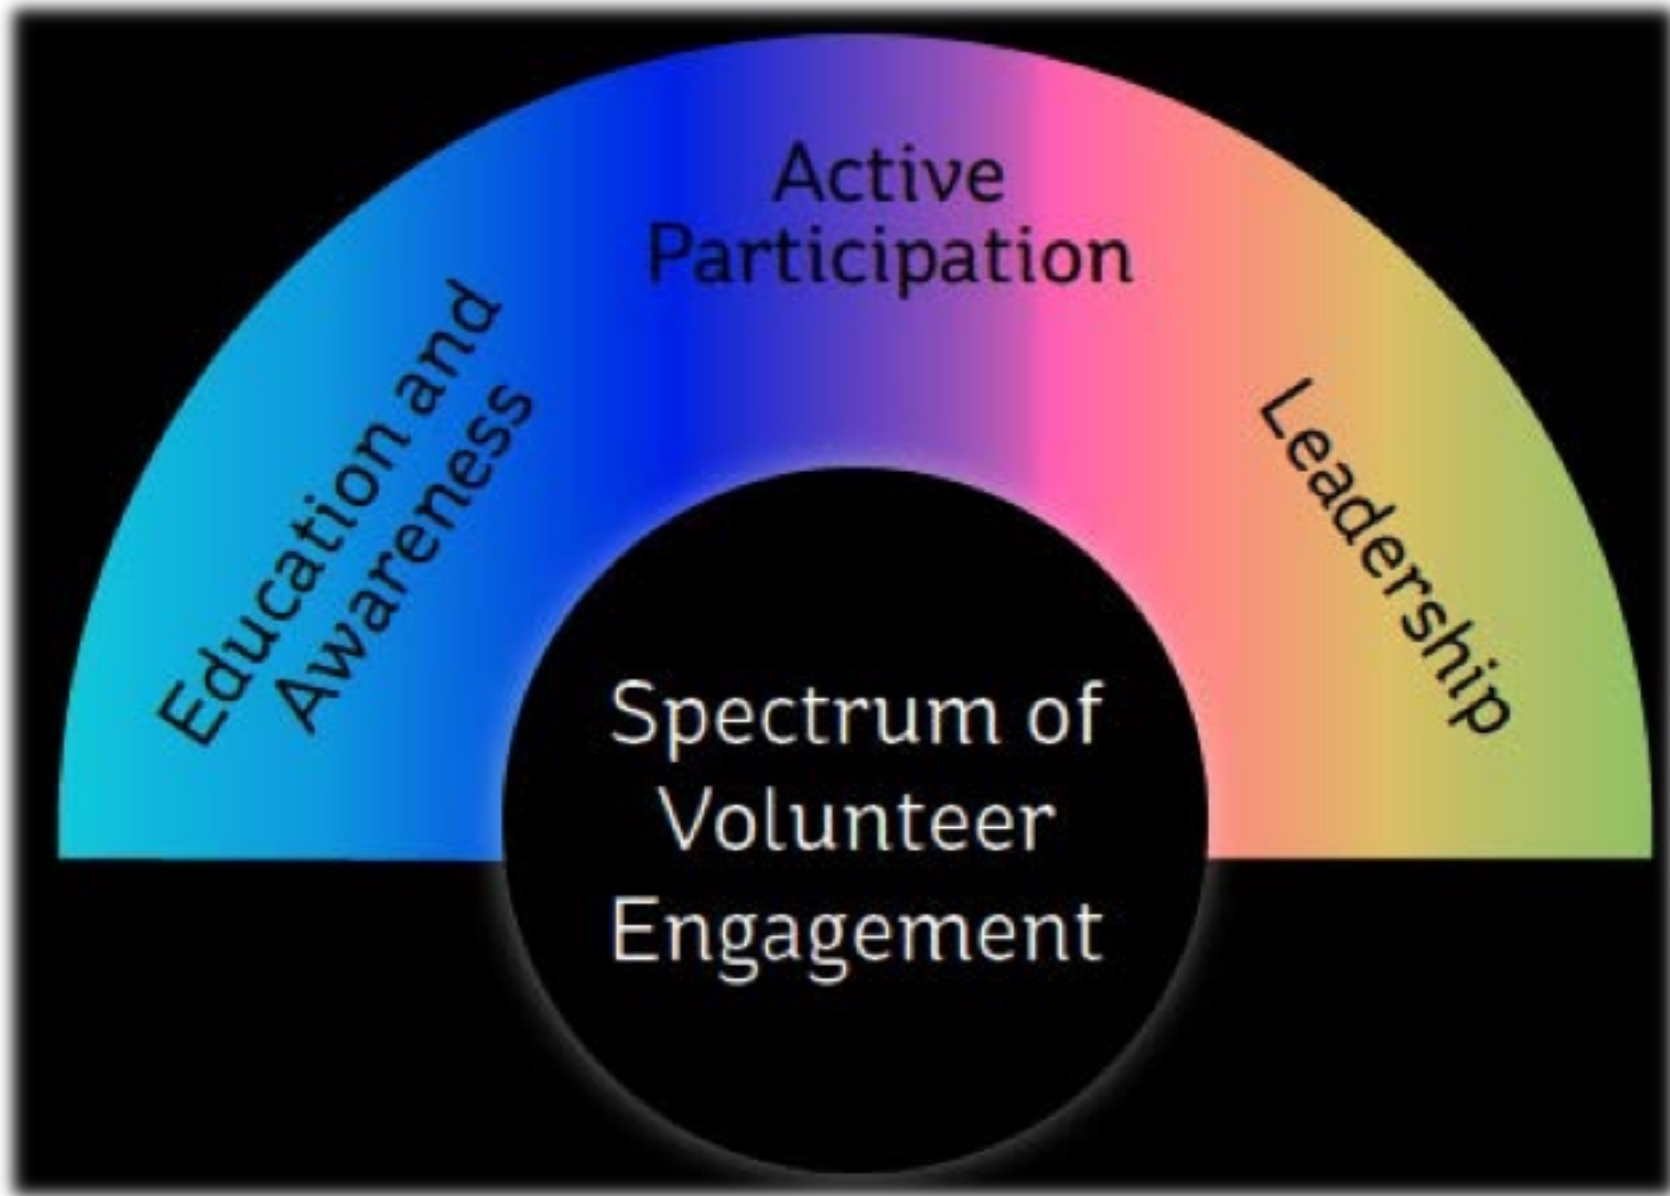 Education and
Awareness
Active
Participation
Leadership
Spectrum of
Volunteer
Engagement